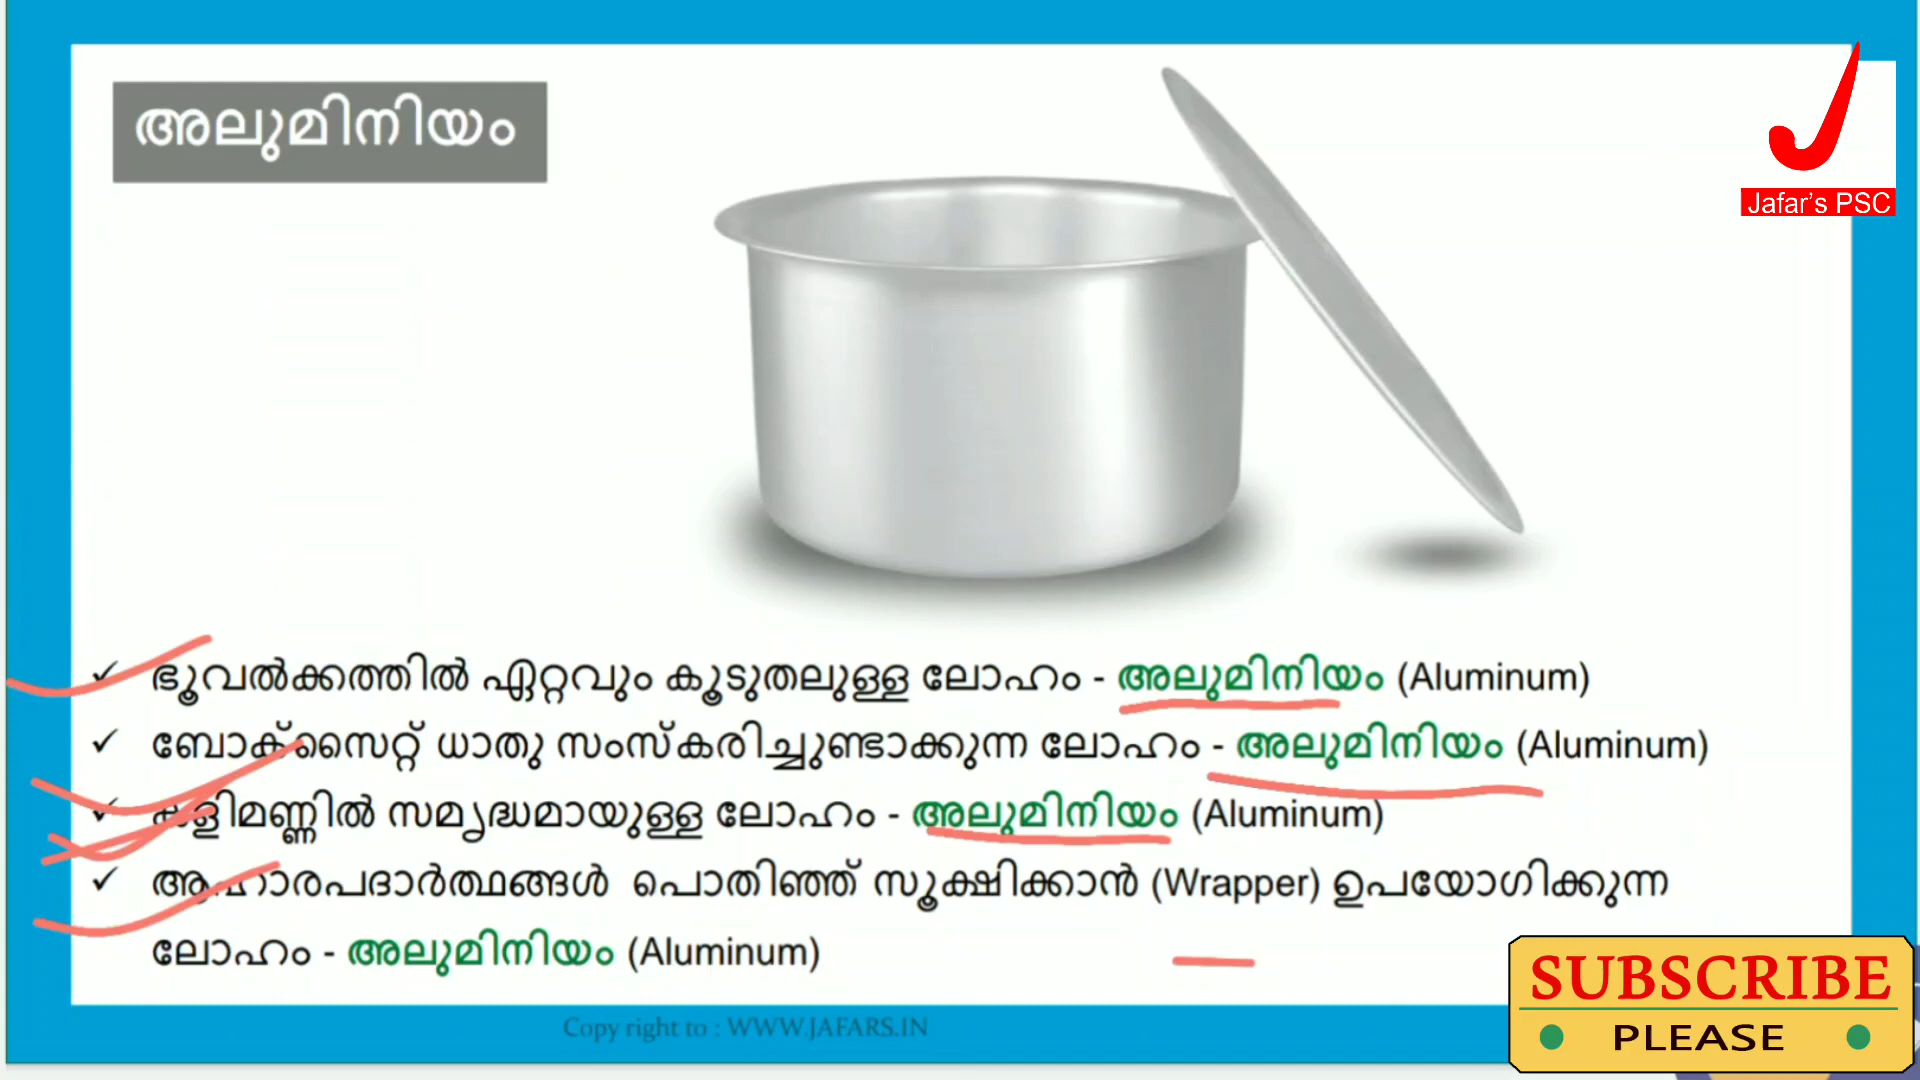 അലുമിനിയം
Jafar's PSC
ഭൂവൽക്കത്തിൽ ഏറ്റവും കൂടുതലുള്ള ലോഹം - അലുമിനിയം (Aluminum)
ബോക്സൈറ്റ് ധാതു സംസ്കരിച്ചുണ്ടാക്കുന്ന ലോഹം - അലുമിനിയം (Aluminum)
കളിമണ്ണിൽ സമൃദ്ധമായുള്ള ലോഹം - അലുമിനിയം (Aluminum)
ആഹാരപദാർത്ഥങ്ങൾ പൊതിഞ്ഞ് സൂക്ഷിക്കാൻ (Wrapper) ഉപയോഗിക്കുന്ന
ലോഹം - അലുമിനിയം (Aluminum)
SUBSCRIBE
PLEASE
Copy right to : WWW.JAFARS.IN